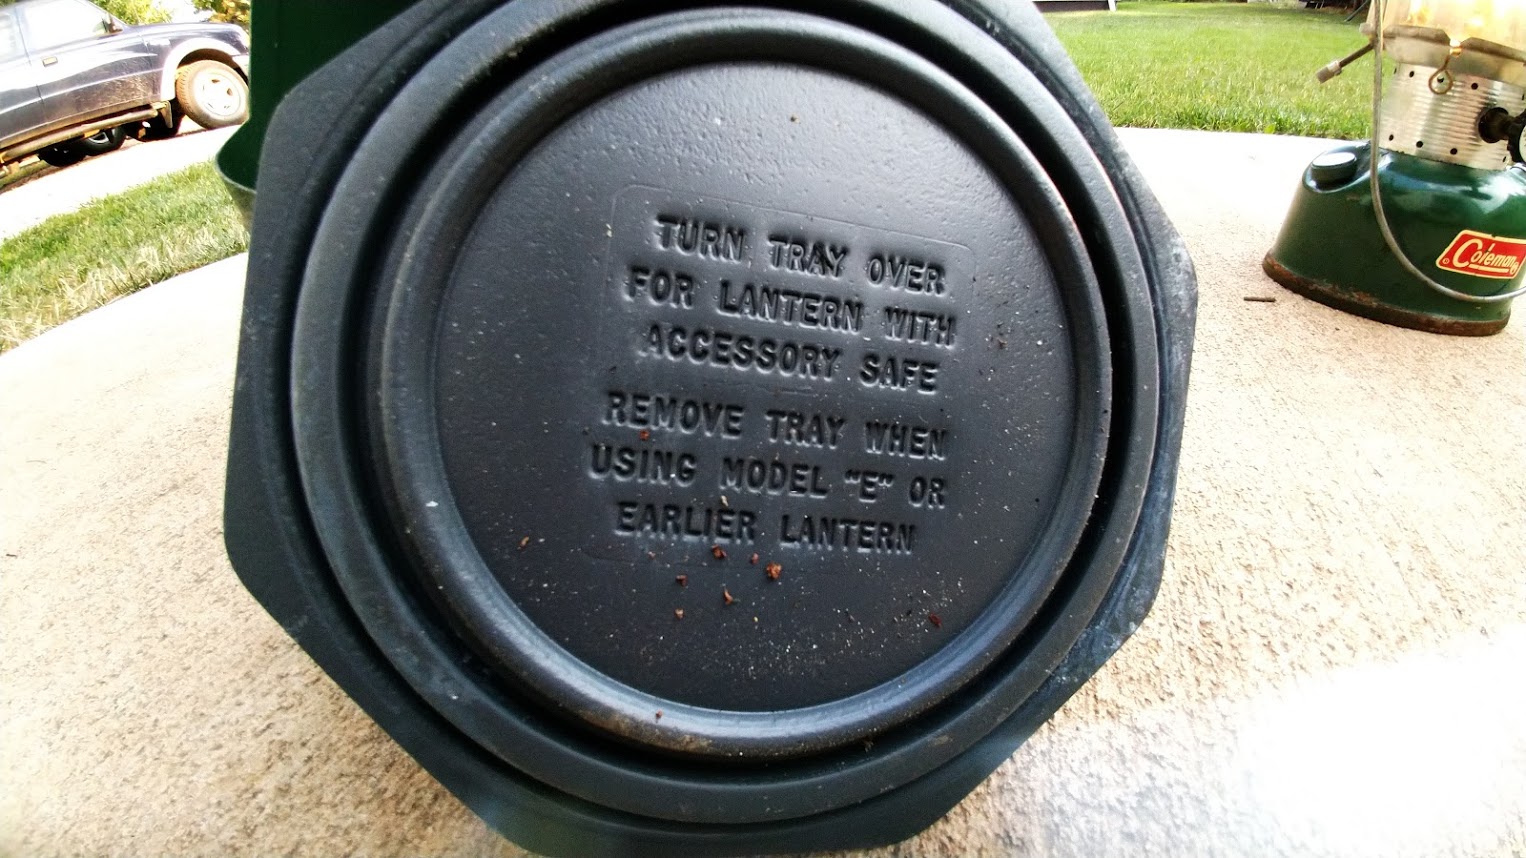 TURN TRAY OVER
FOR LANTERN WITH
ACCESSORY SAFE
REMOVE TRAY WHEN
USING MODEL "E" OR
EARLIER LANTERN
Coleman